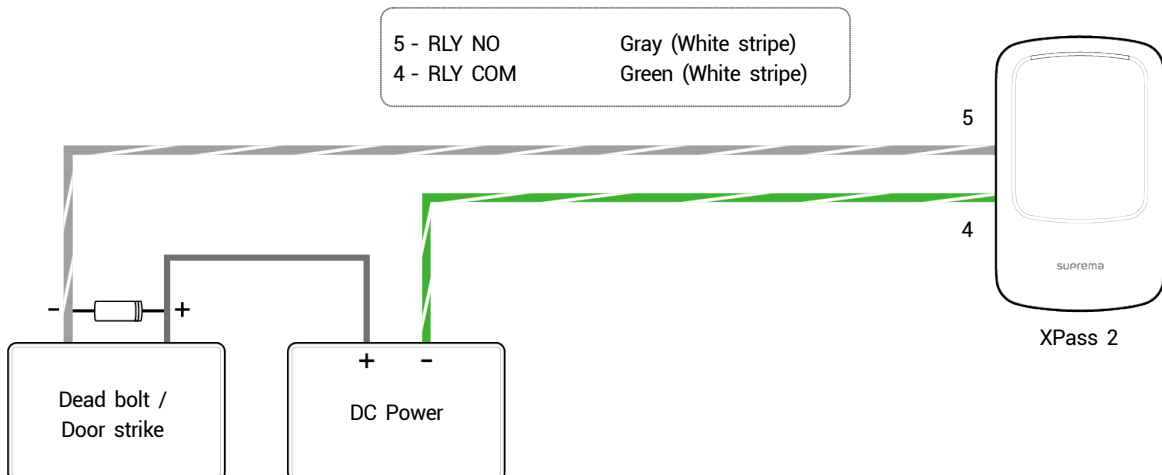 5 - RLY NO Gray (White stripe)
4 - RLY COM Green (White stripe)
5
4
suprema
XPass 2
- +
+ -
Dead bolt /
Door strike
DC Power